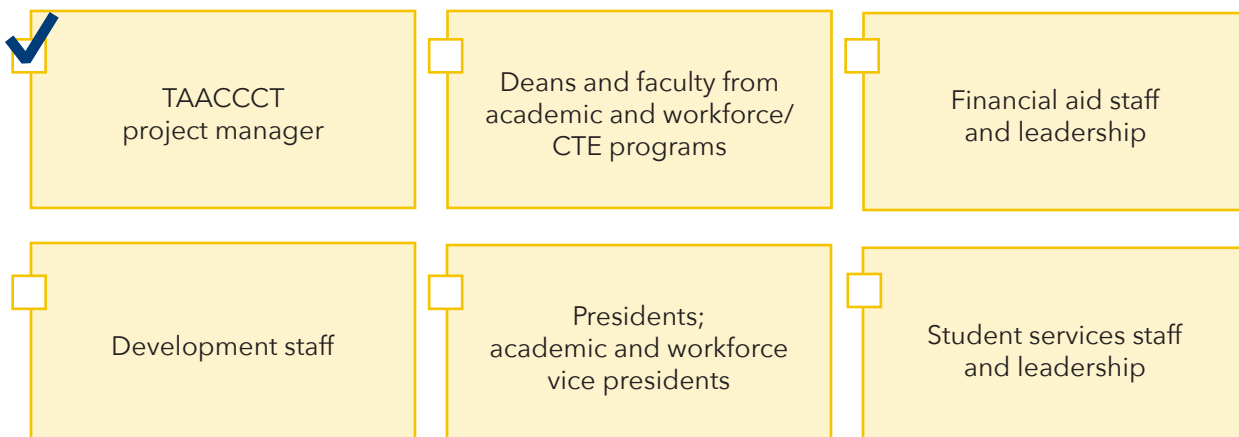 TAACCCT
project manager
Deans and faculty from
academic and workforce/
CTE programs
Financial aid staff
and leadership
Development staff
Presidents;
academic and workforce
vice presidents
Student services staff
and leadership